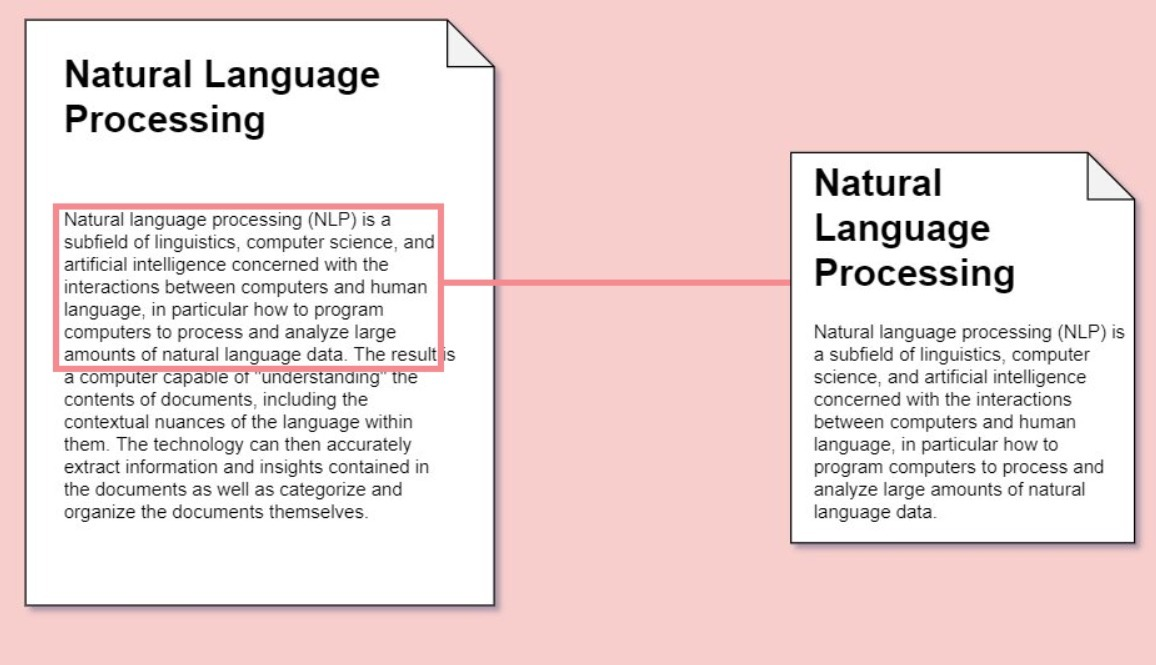 Natural Language
Processing
Natural language processing (NLP) is a
subfield of linguistics, computer science, and
artificial intelligence concerned with the
interactions between computers and human
language, in particular how to program
computers to process and analyze large
amounts of natural language data. The result is
a computer capable of "understanding" the
contents of documents, including the
contextual nuances of the language within
them. The technology can then accurately
extract information and insights contained in
the documents as well as categorize and
organize the documents themselves.
Natural
Language
Processing
Natural language processing (NLP) is
a subfield of linguistics, computer
science, and artificial intelligence
concerned with the interactions
between computers and human
language, in particular how to
program computers to process and
analyze large amounts of natural
language data.